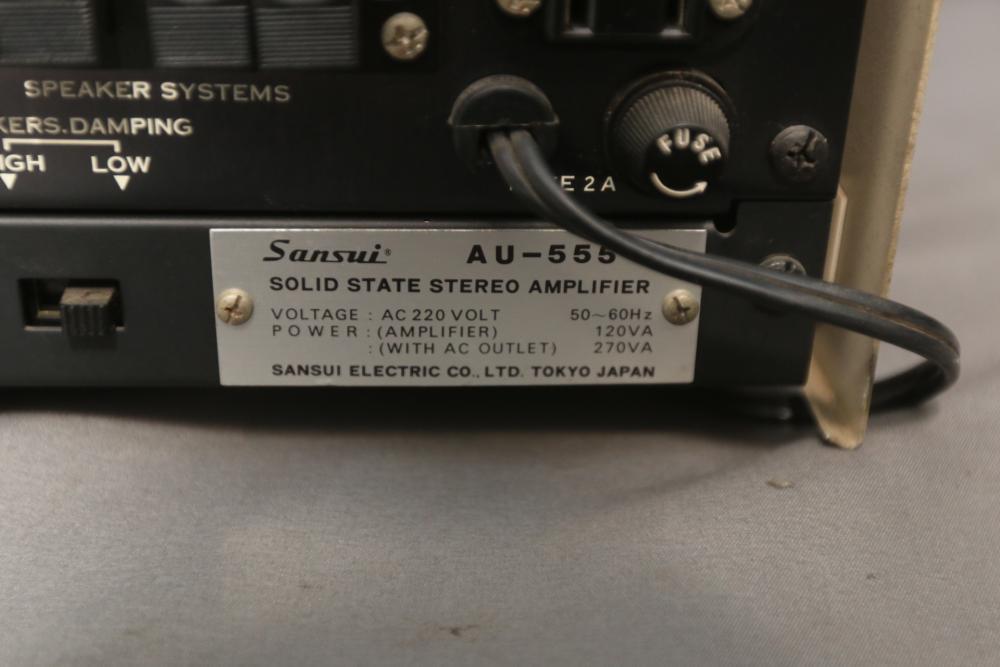 SPEAKER SYSTEMS
KERS.DAMPING
IGH LOW
FUSE
E 2A
Sansui® AU-555
SOLID STATE STEREO AMPLIFIER
VOLTAGE : AC 220 VOLT 50~60Hz
POWER : (AMPLIFIER) 120VA
: (WITH AC OUTLET) 270VA
SANSUI ELECTRIC CO., LTD. TOKYO JAPAN